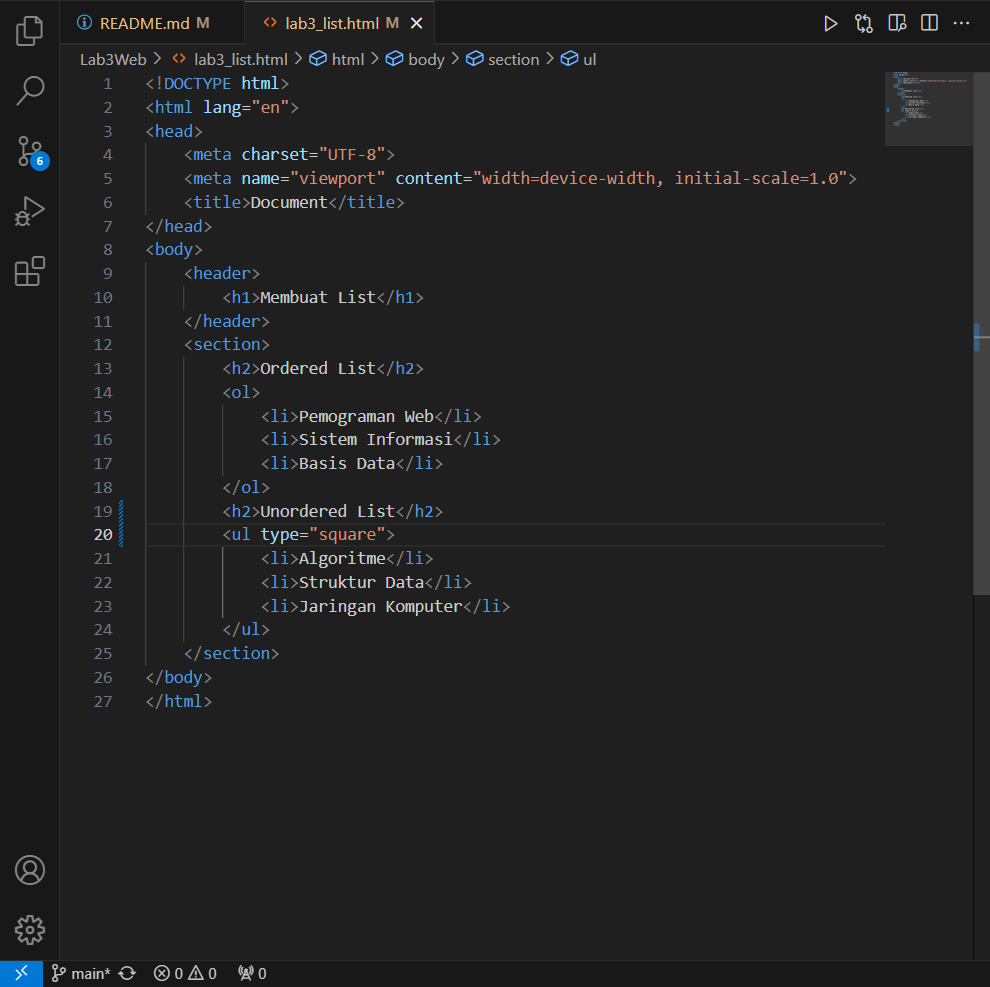 README.md M
lab3_list.html M
Lab3Web > lab3_list.html > html > body > section > ul
1 <!DOCTYPE html>
2 <html lang="en">
3 <head>
4 <meta charset="UTF-8">
5 <meta name="viewport" content="width=device-width, initial-scale=1.0">
6 <title>Document</title>
7 </head>
8 <body>
9 <header>
10 <h1>Membuat List</h1>
11 </header>
12 <section>
13 <h2>Ordered List</h2>
14 <ol>
15 <li>Pemograman Web</li>
16 <li>Sistem Informasi</li>
17 <li>Basis Data</li>
18 </ol>
19 <h2>Unordered List</h2>
20 <ul type="square">
21 <li>Algoritme</li>
22 <li>Struktur Data</li>
23 <li>Jaringan Komputer</li>
24 </ul>
25 </section>
26 </body>
27 </html>
6
main* 0 0 0